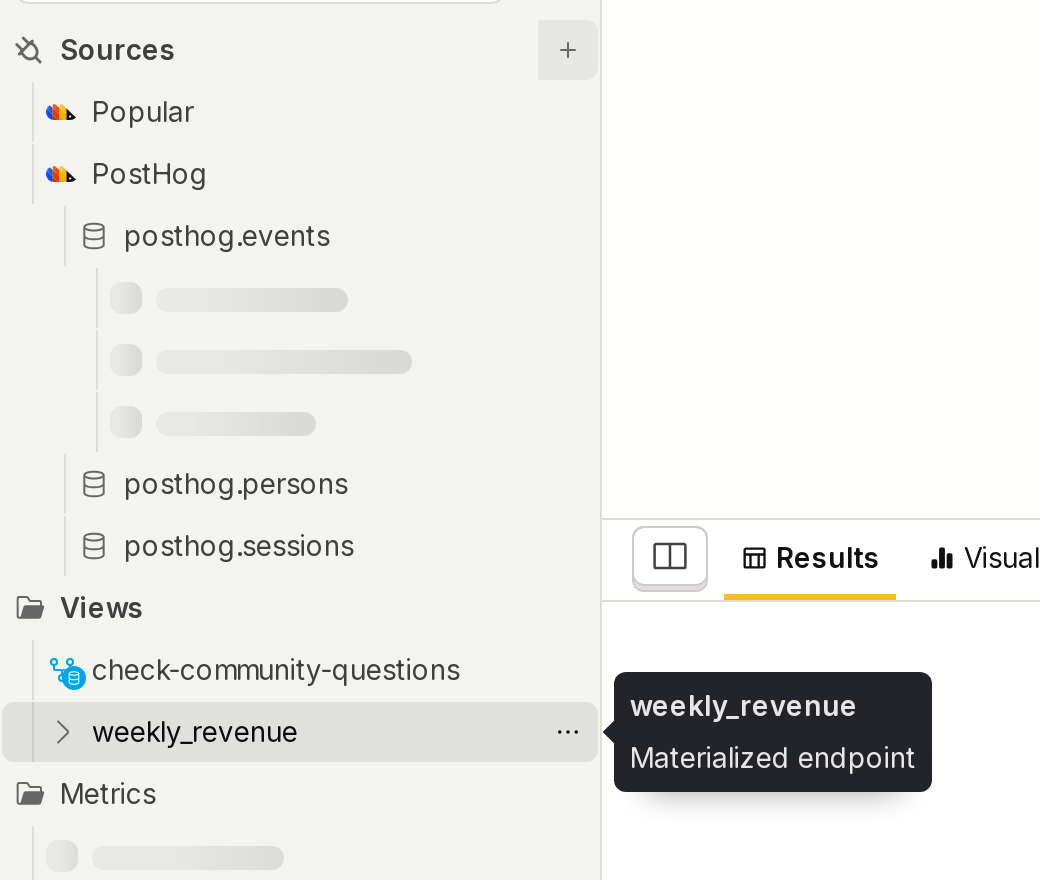 Sources
Popular
PostHog
posthog.events
posthog.persons
posthog.sessions
Results
Visual
Views
check-community-questions
weekly_revenue
weekly_revenue
Materialized endpoint
Metrics